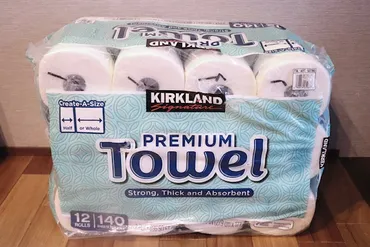 KIRKLAND
Signature
Create-A-Size
Half or Whole
PREMIUM
Towel
Strong, Thick and Absorbent
12 140
ROLLS